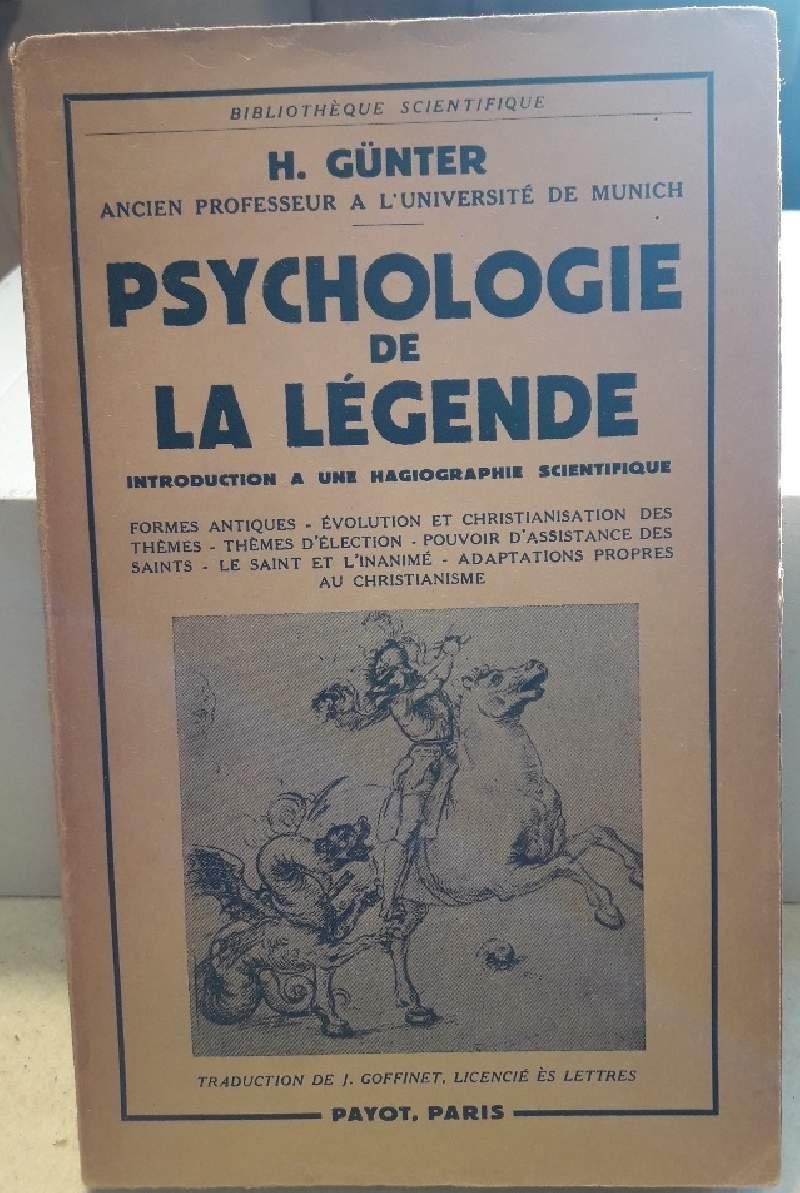 BIBLIOTHÈQUE SCIENTIFIQUE
H. GÜNTER
ANCIEN PROFESSEUR A L'UNIVERSITÉ DE MUNICH
PSYCHOLOGIE
DE
LA LÉGENDE
INTRODUCTION A UNE HAGIOGRAPHIE SCIENTIFIQUE
FORMES ANTIQUES - ÉVOLUTION ET CHRISTIANISATION DES
THÈMES - THÊMES D'ÉLECTION - POUVOIR D'ASSISTANCE DES
SAINTS - LE SAINT ET L'INANIMÉ - ADAPTATIONS PROPRES
AU CHRISTIANISME
TRADUCTION DE J. GOFFINET, LICENCIÉ ÈS LETTRES
PAYOT, PARIS